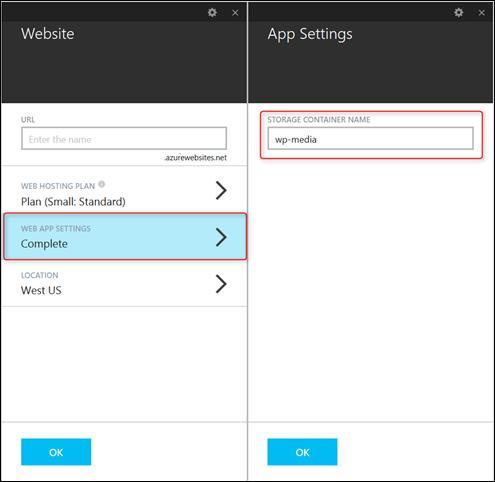 Website
URL
Enter the name
.azurewebsites.net
WEB HOSTING PLAN
Plan (Small: Standard)
WEB APP SETTINGS
Complete
LOCATION
West US
OK
App Settings
STORAGE CONTAINER NAME
wp-media
OK